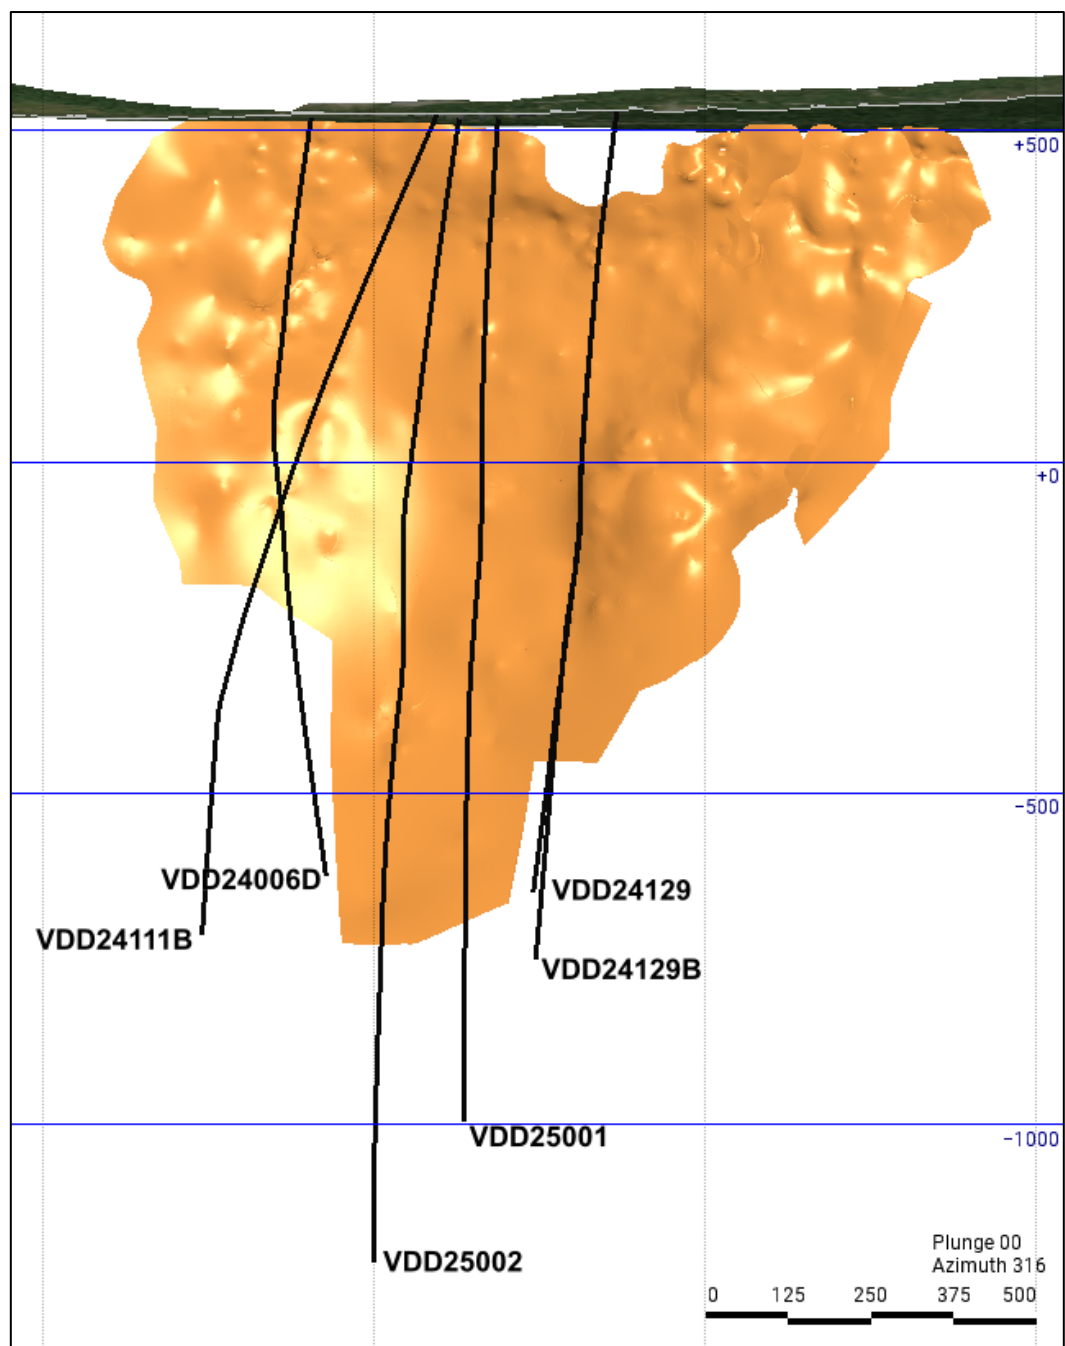 +500
+0
-500
VDD24006D
VDD24129
VDD24111B
VDD24129B
-1000
VDD25001
VDD25002
Plunge 00
Azimuth 316
0 125 250 375 500